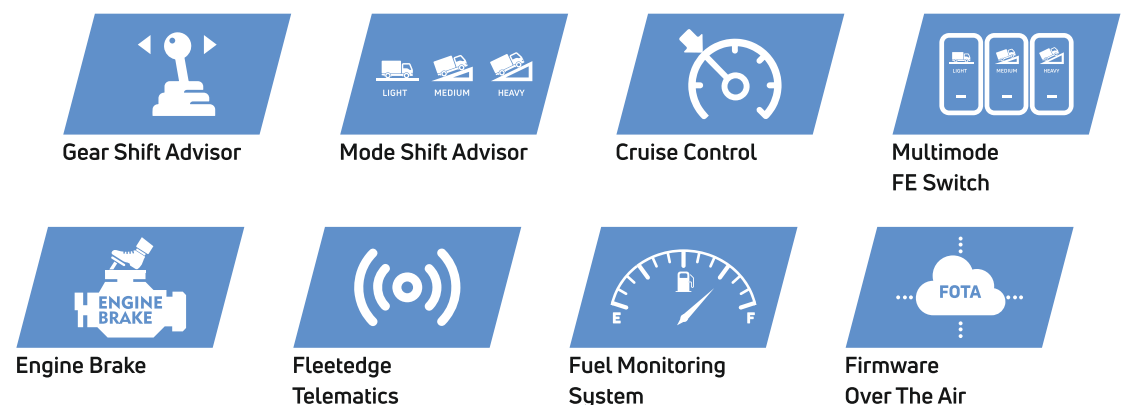 LIGHT MEDIUM HEAVY
LIGHT MEDIUM HEAVY
Gear Shift Advisor
Mode Shift Advisor
Cruise Control
Multimode
FE Switch
ENGINE
BRAKE
E F
FOTA
Engine Brake
Fleetedge
Telematics
Fuel Monitoring
System
Firmware
Over The Air